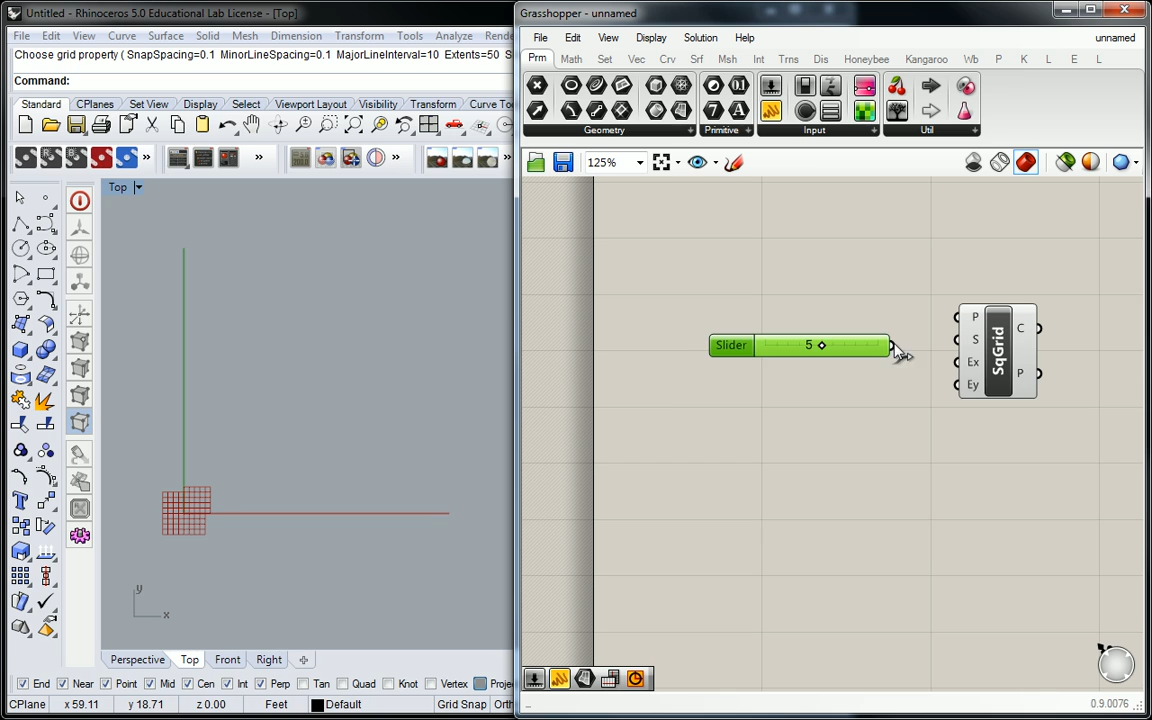 Untitled - Rhinoceros 5.0 Educational Lab License - [Top]
File Edit View Curve Surface Solid Mesh Dimension Transform Tools Analyze Ren
Choose grid property ( SnapSpacing=0.1 MinorLineSpacing=0.1 MajorLineInterval=10 Extents=50 S
Command:
Standard CPlanes Set View Display Select Viewport Layout Visibility Transform Curve Too
Top
y
x
Perspective Top Front Right
End Near Point Mid Cen Int Perp Tan Quad Knot Vertex Proje
CPlane x 59.11 y 18.71 z 0.00 Feet Default Grid Snap Orth
Grasshopper - unnamed
File Edit View Display Solution Help unnamed
Prm Math Set Vec Crv Srf Msh Int Trns Dis Honeybee Kangaroo Wb P K L E L
Geometry Primitive Input Util
125%
Slider 5
P
S
Ex
Ey
SqGrid
C
P
0.9.0076